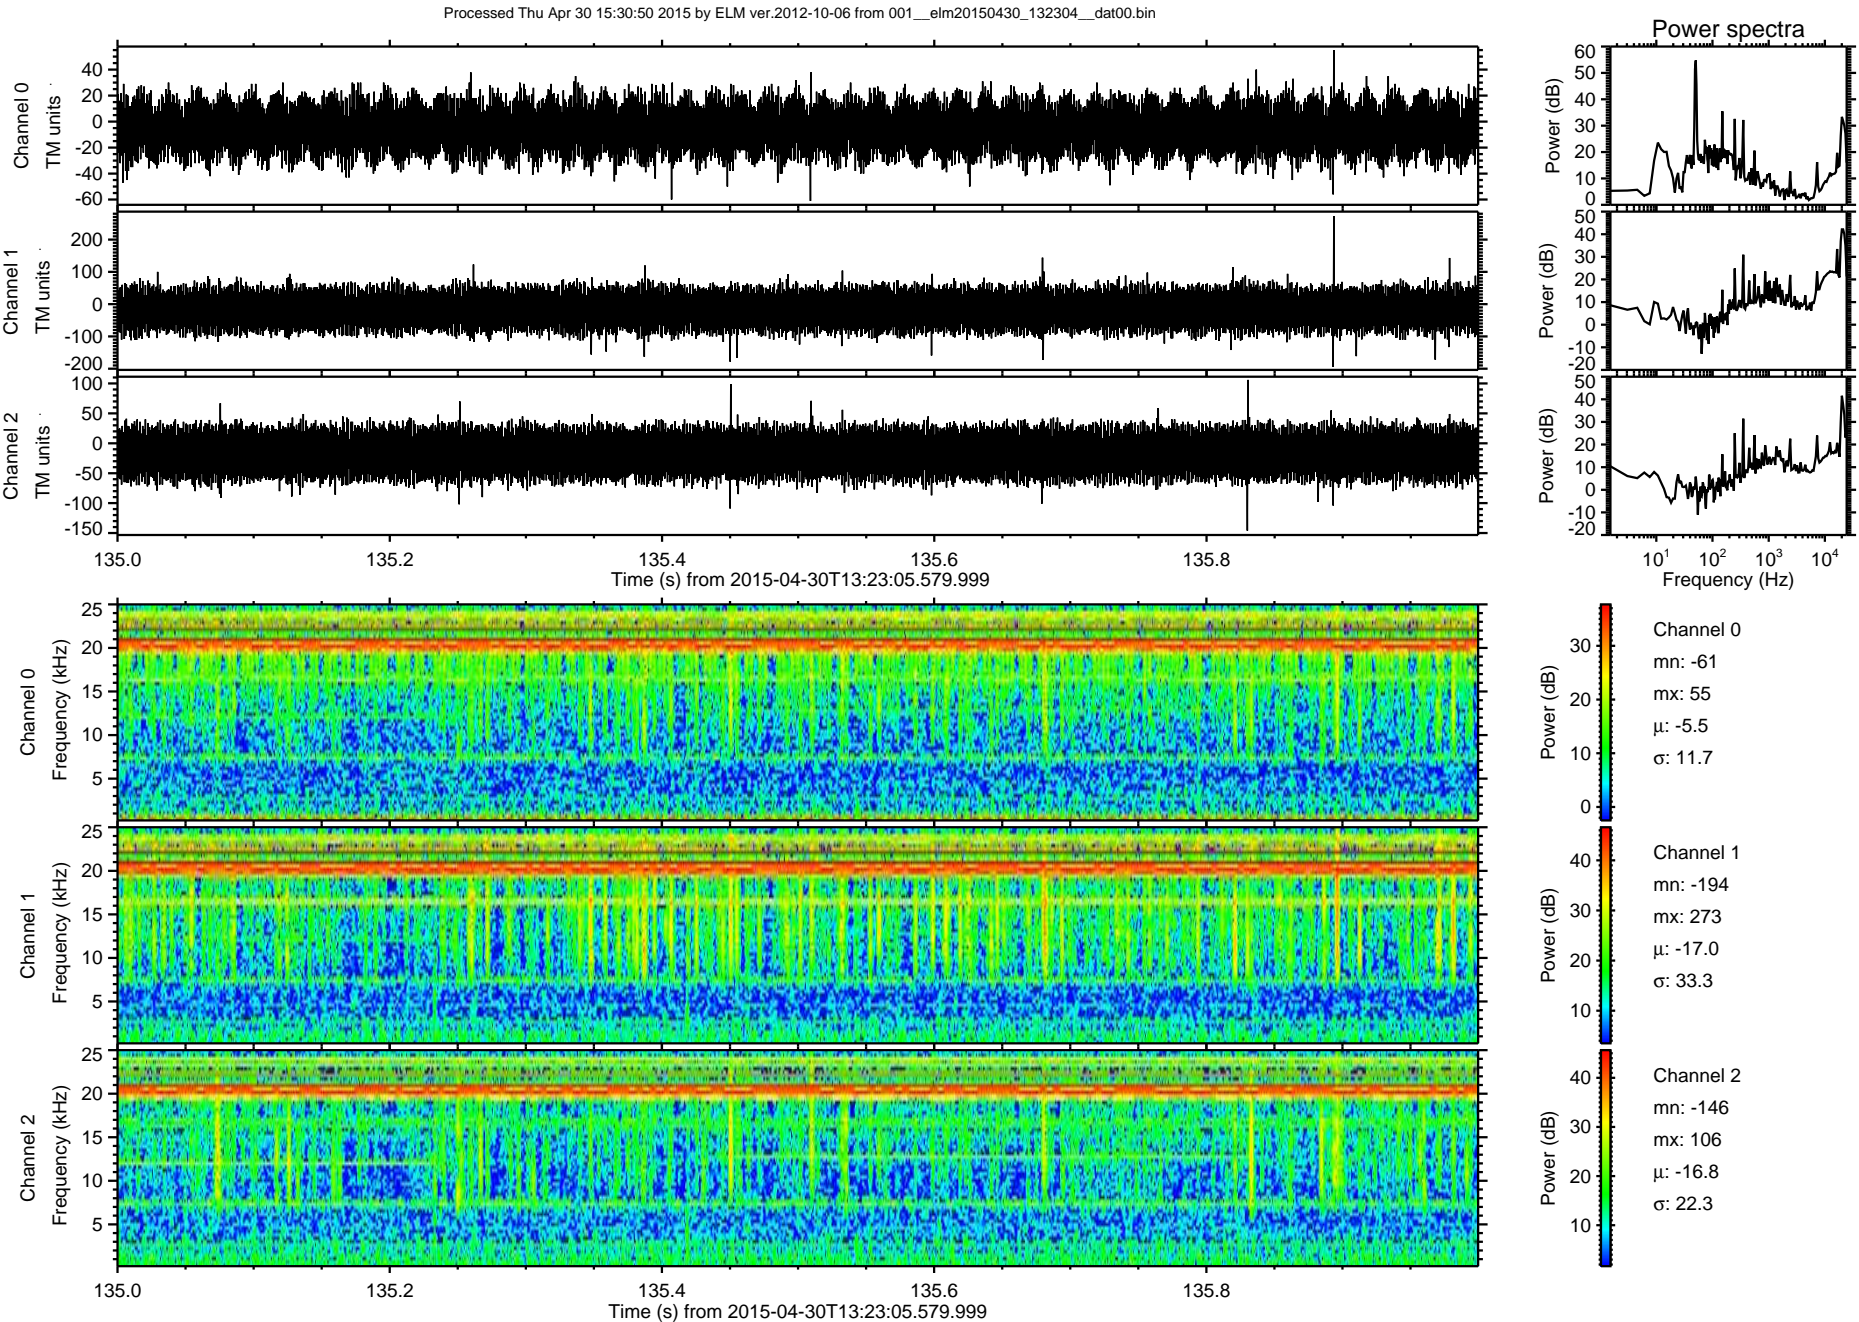 Processed Thu Apr 30 15:30:50 2015 by ELM ver.2012-10-06 from 001__elm20150430_132304__dat00.bin
Power spectra
Channel 0
TM units
40
20
0
-20
-40
-60
Power (dB)
60
50
40
30
20
10
0
Channel 1
TM units
200
100
0
-100
-200
Power (dB)
50
40
30
20
10
0
-10
-20
Channel 2
TM units
100
50
0
-50
-100
-150
Power (dB)
50
40
30
20
10
0
-10
-20
135.0 135.2 135.4 135.6 135.8
Time (s) from 2015-04-30T13:23:05.579.999
10^1 10^2 10^3 10^4
Frequency (Hz)
Channel 0
Frequency (kHz)
25
20
15
10
5
Power (dB)
30
20
10
0
Channel 0
mn: -61
mx: 55
μ: -5.5
σ: 11.7
Channel 1
Frequency (kHz)
25
20
15
10
5
Power (dB)
40
30
20
10
Channel 1
mn: -194
mx: 273
μ: -17.0
σ: 33.3
Channel 2
Frequency (kHz)
25
20
15
10
5
Power (dB)
40
30
20
10
Channel 2
mn: -146
mx: 106
μ: -16.8
σ: 22.3
135.0 135.2 135.4 135.6 135.8
Time (s) from 2015-04-30T13:23:05.579.999